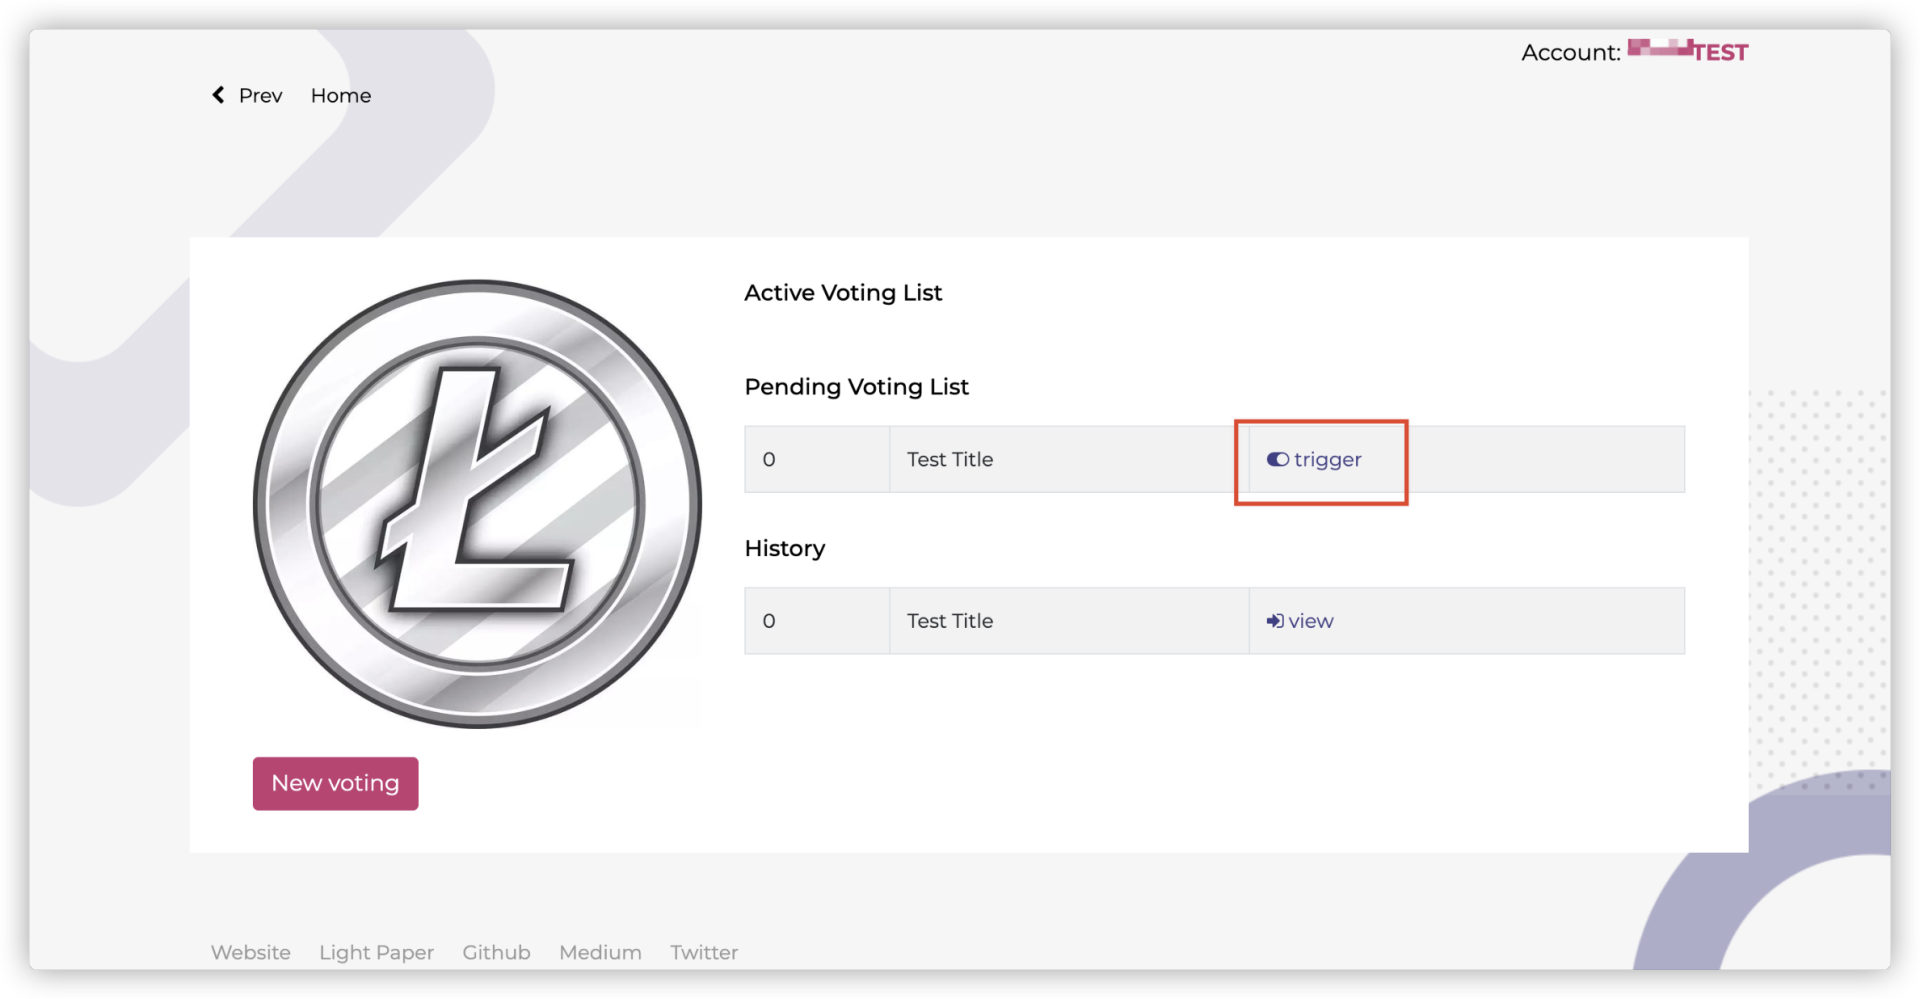 Account: TEST
Prev Home
Active Voting List
Pending Voting List
0 Test Title trigger
History
0 Test Title view
New voting
Website Light Paper Github Medium Twitter